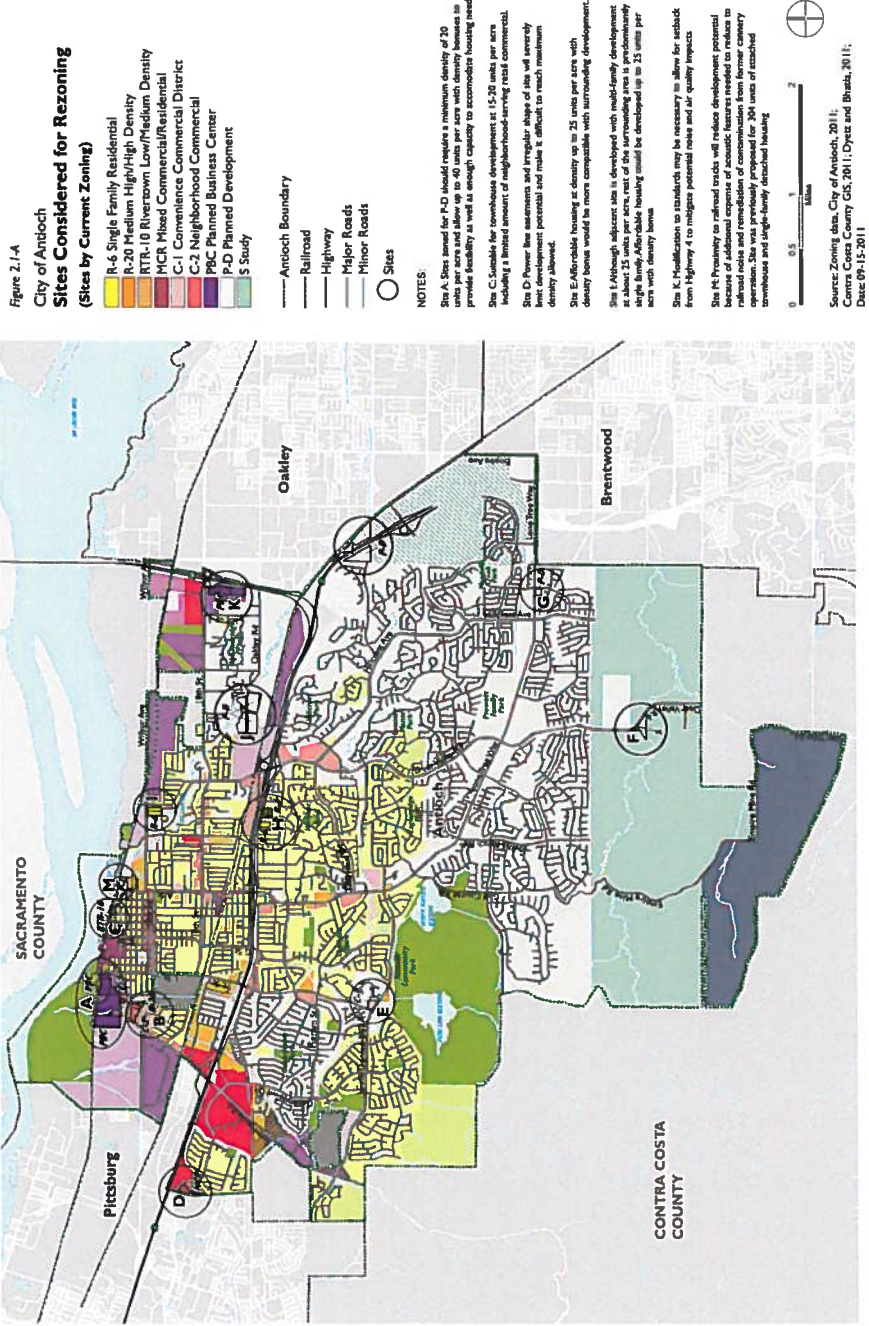 Figure 2.1-A
City of Antioch
Sites Considered for Rezoning
(Sites by Current Zoning)
R-6 Single Family Residential
R-20 Medium High/High Density
RTR-10 Rivertown Low/Medium Density
MCR Mixed Commercial/Residential
C-1 Convenience Commercial District
C-2 Neighborhood Commercial
PBC Planned Business Center
P-D Planned Development
S Study
Antioch Boundary
Railroad
Highway
Major Roads
Minor Roads
Sites
NOTES:
Site A: Sites zoned for P-D should require a minimum density of 20
units per acre and allow up to 40 units per acre with density bonuses to
provide feasibility as well as enough capacity to accomodate housing need
Site C: Suitable for townhouse development at 15-20 units per acre
including a limited amount of neighborhood-serving retail commercial.
Site D: Power line easements and irregular shape of site will severely
limit development potential and make it difficult to reach maximum
density allowed.
Site E: Affordable housing at density up to 25 units per acre with
density bonus would be more compatible with surrounding development.
Site I: Although adjacent site is developed with multi-family development
at about 25 units per acre, rest of the surrounding area is predominantly
single family. Affordable housing could be developed up to 25 units per
acre with density bonus
Site K. Modification to standards may be necessary to allow for setback
from Highway 4 to mitigate potential noise and air quality impacts
Site M: Proximity to railroad tracks will reduce development potential
because of additional expense of acoustic features needed to reduce to
railroad noise and remediation of contamination from former cannery
operation. Site was previously proposed for 304 units of attached
townhouse and single-family detached housing
0 0.5 1 2
Miles
Source: Zoning data, City of Antioch, 2011;
Contra Costa County GIS, 2011; Dyett and Bhatia, 2011;
Date: 09-15-2011
SACRAMENTO
COUNTY
Pittsburg
Oakley
Brentwood
Antioch
CONTRA COSTA
COUNTY
A
B
C
D
E
F
G
H
I
J
K
M
Lone Tree Way
Empire Mine Rd